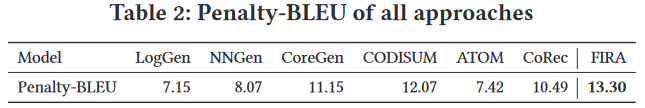 Table 2: Penalty-BLEU of all approaches
Model LogGen NNGen CoreGen CODISUM ATOM CoRec FIRA
Penalty-BLEU 7.15 8.07 11.15 12.07 7.42 10.49 13.30